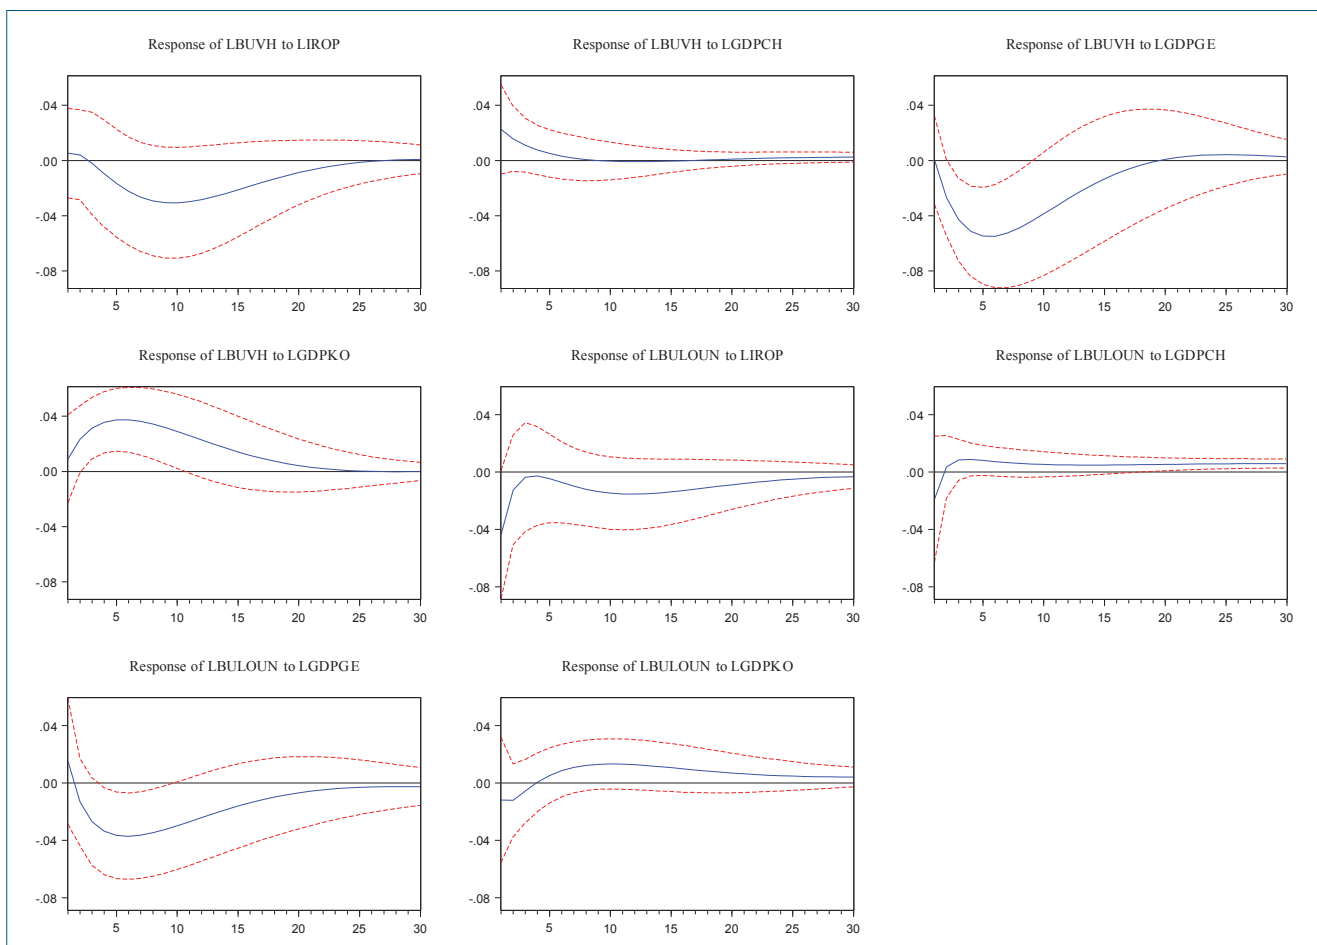 Response of LBUVH to LIROP
.04
.00
-.04
-.08
5 10 15 20 25 30
Response of LBUVH to LGDPCH
.04
.00
-.04
-.08
5 10 15 20 25 30
Response of LBUVH to LGDPGE
.04
.00
-.04
-.08
5 10 15 20 25 30
Response of LBUVH to LGDPKO
.04
.00
-.04
-.08
5 10 15 20 25 30
Response of LBULOUN to LIROP
.04
.00
-.04
-.08
5 10 15 20 25 30
Response of LBULOUN to LGDPCH
.04
.00
-.04
-.08
5 10 15 20 25 30
Response of LBULOUN to LGDPGE
.04
.00
-.04
-.08
5 10 15 20 25 30
Response of LBULOUN to LGDPKO
.04
.00
-.04
-.08
5 10 15 20 25 30